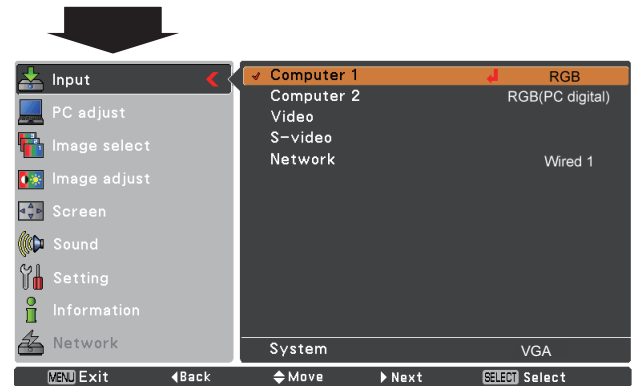 Input
PC adjust
Image select
Image adjust
Screen
Sound
Setting
Information
Network
Computer 1 RGB
Computer 2 RGB(PC digital)
Video
S-video
Network Wired 1
System VGA
MENU Exit Back Move Next SELECT Select